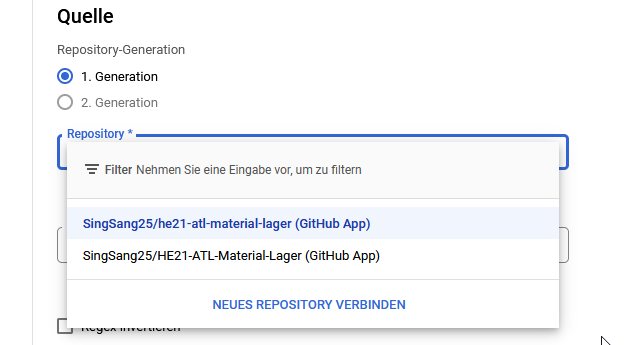 Quelle
Repository-Generation
1. Generation
2. Generation
Repository *
Filter Nehmen Sie eine Eingabe vor, um zu filtern
SingSang25/he21-atl-material-lager (GitHub App)
SingSang25/HE21-ATL-Material-Lager (GitHub App)
NEUES REPOSITORY VERBINDEN
Regex invertieren